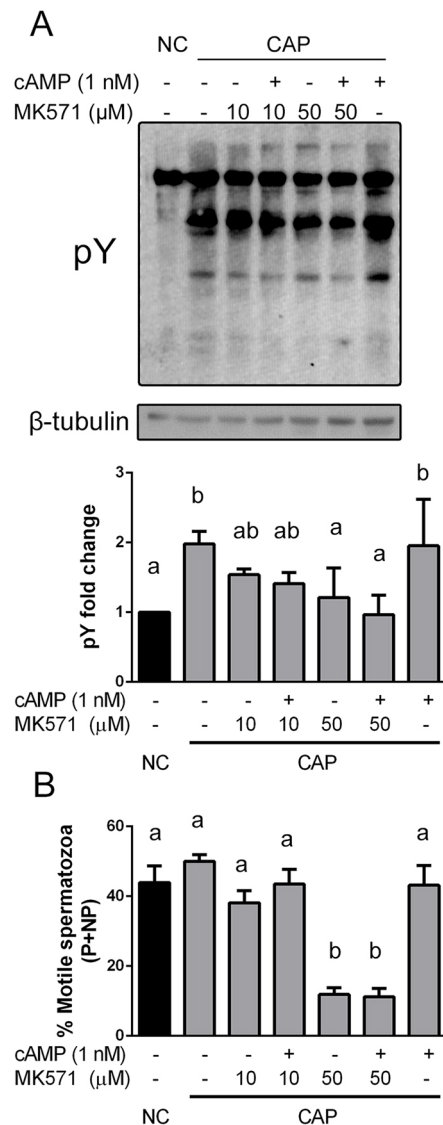 A
NC CAP
cAMP (1 nM) - - - + - + +
MK571 (µM) - - 10 10 50 50 -
pY
β-tubulin
3
2
1
0
pY fold change
a b ab ab a a b
cAMP (1 nM) - - - + - + +
MK571 (μM) - - 10 10 50 50 -
NC CAP
B
60
40
20
0
% Motile spermatozoa
(P+NP)
a a a a b b a
cAMP (1 nM) - - - + - + +
MK571 (μM) - - 10 10 50 50 -
NC CAP